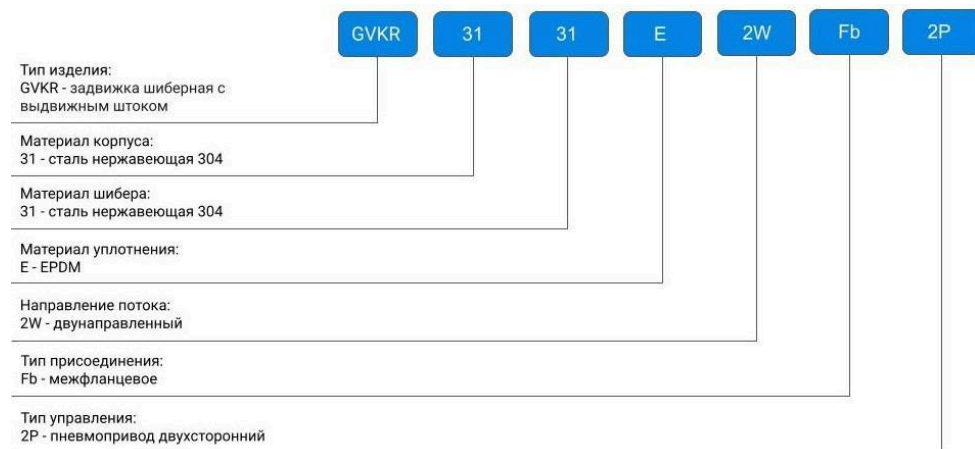 GVKR 31 31 E 2W Fb 2P
Тип изделия:
GVKR - задвижка шиберная с
выдвижным штоком
Материал корпуса:
31 - сталь нержавеющая 304
Материал шибера:
31 - сталь нержавеющая 304
Материал уплотнения:
E - EPDM
Направление потока:
2W - двунаправленный
Тип присоединения:
Fb - межфланцевое
Тип управления:
2P - пневмопривод двухсторонний